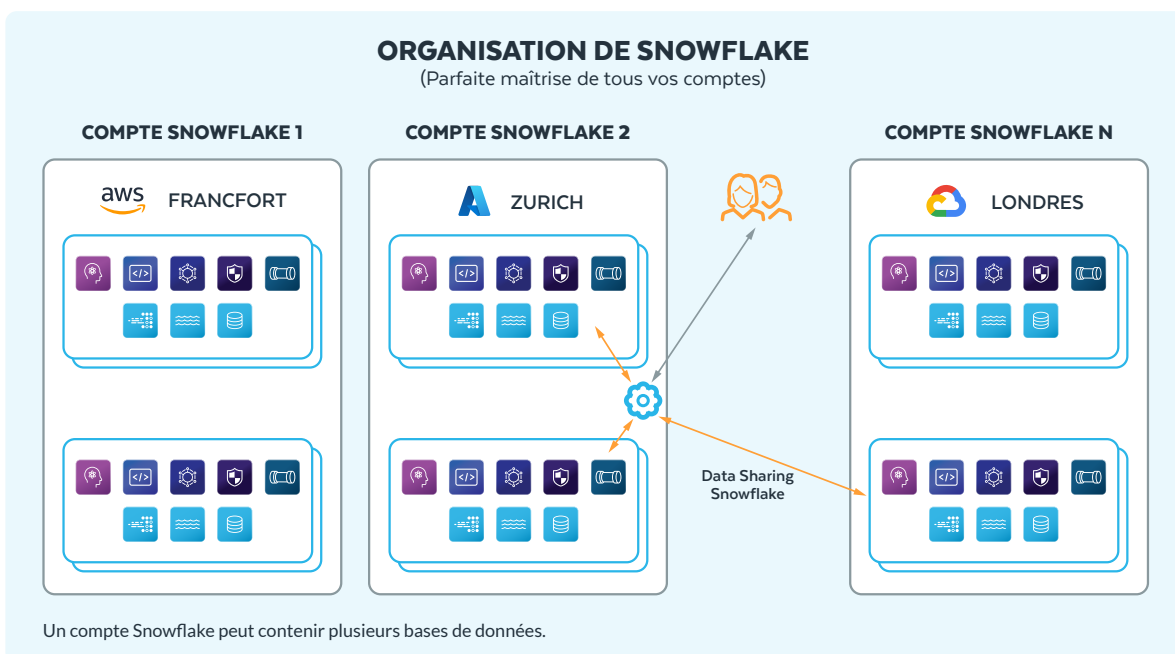 ORGANISATION DE SNOWFLAKE
(Parfaite maîtrise de tous vos comptes)
COMPTE SNOWFLAKE 1
COMPTE SNOWFLAKE 2
COMPTE SNOWFLAKE N
aws FRANCFORT
ZURICH
LONDRES
Data Sharing
Snowflake
Un compte Snowflake peut contenir plusieurs bases de données.